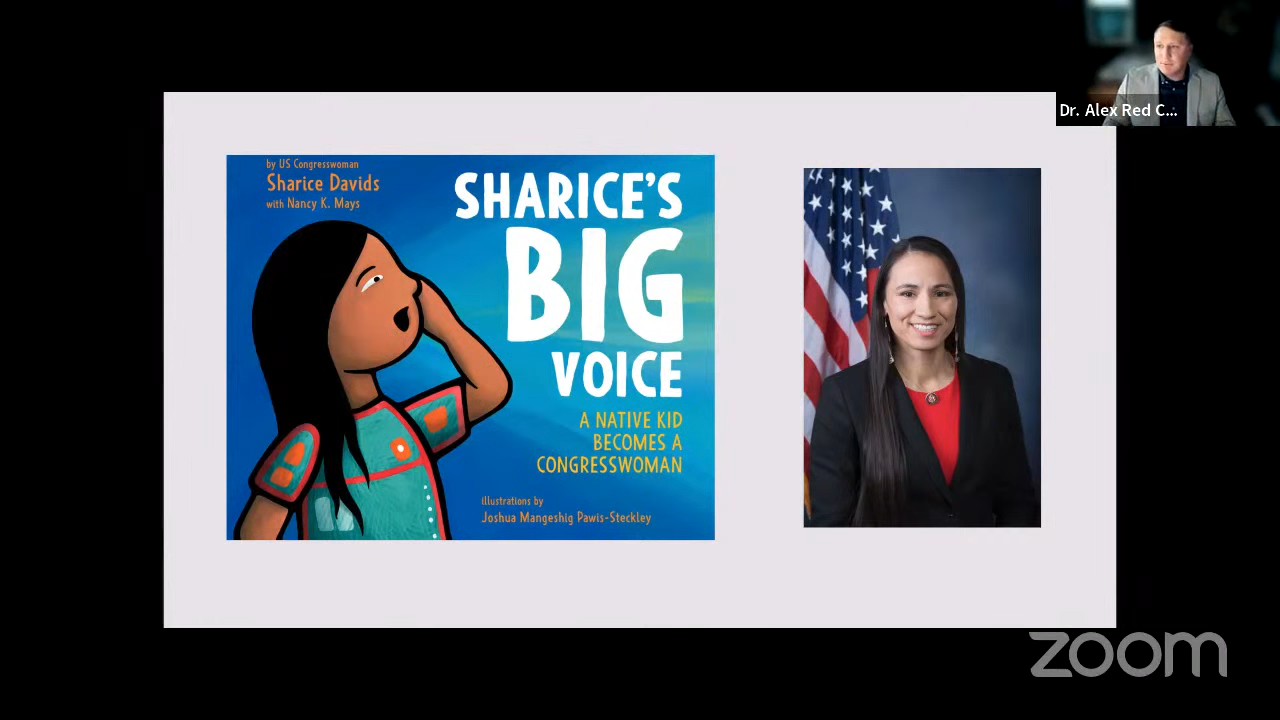 Dr. Alex Red C...
by US Congresswoman
Sharice Davids
with Nancy K. Mays
SHARICE'S
BIG
VOICE
A NATIVE KID
BECOMES A
CONGRESSWOMAN
illustrations by
Joshua Mangeshig Pawis-Steckley
zoom